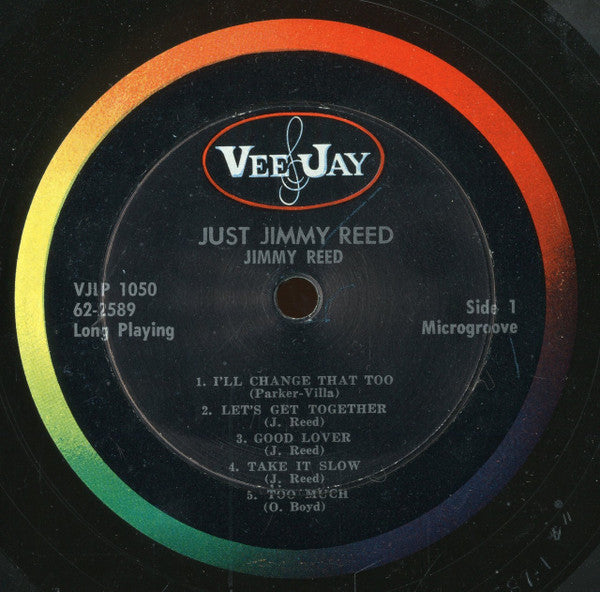 VEE JAY
JUST JIMMY REED
JIMMY REED
VJLP 1050
62-2589
Long Playing
Side 1
Microgroove
1. I'LL CHANGE THAT TOO
(Parker-Villa)
2. LET'S GET TOGETHER
(J. Reed)
3. GOOD LOVER
(J. Reed)
4. TAKE IT SLOW
(J. Reed)
5. TOO MUCH
(O. Boyd)